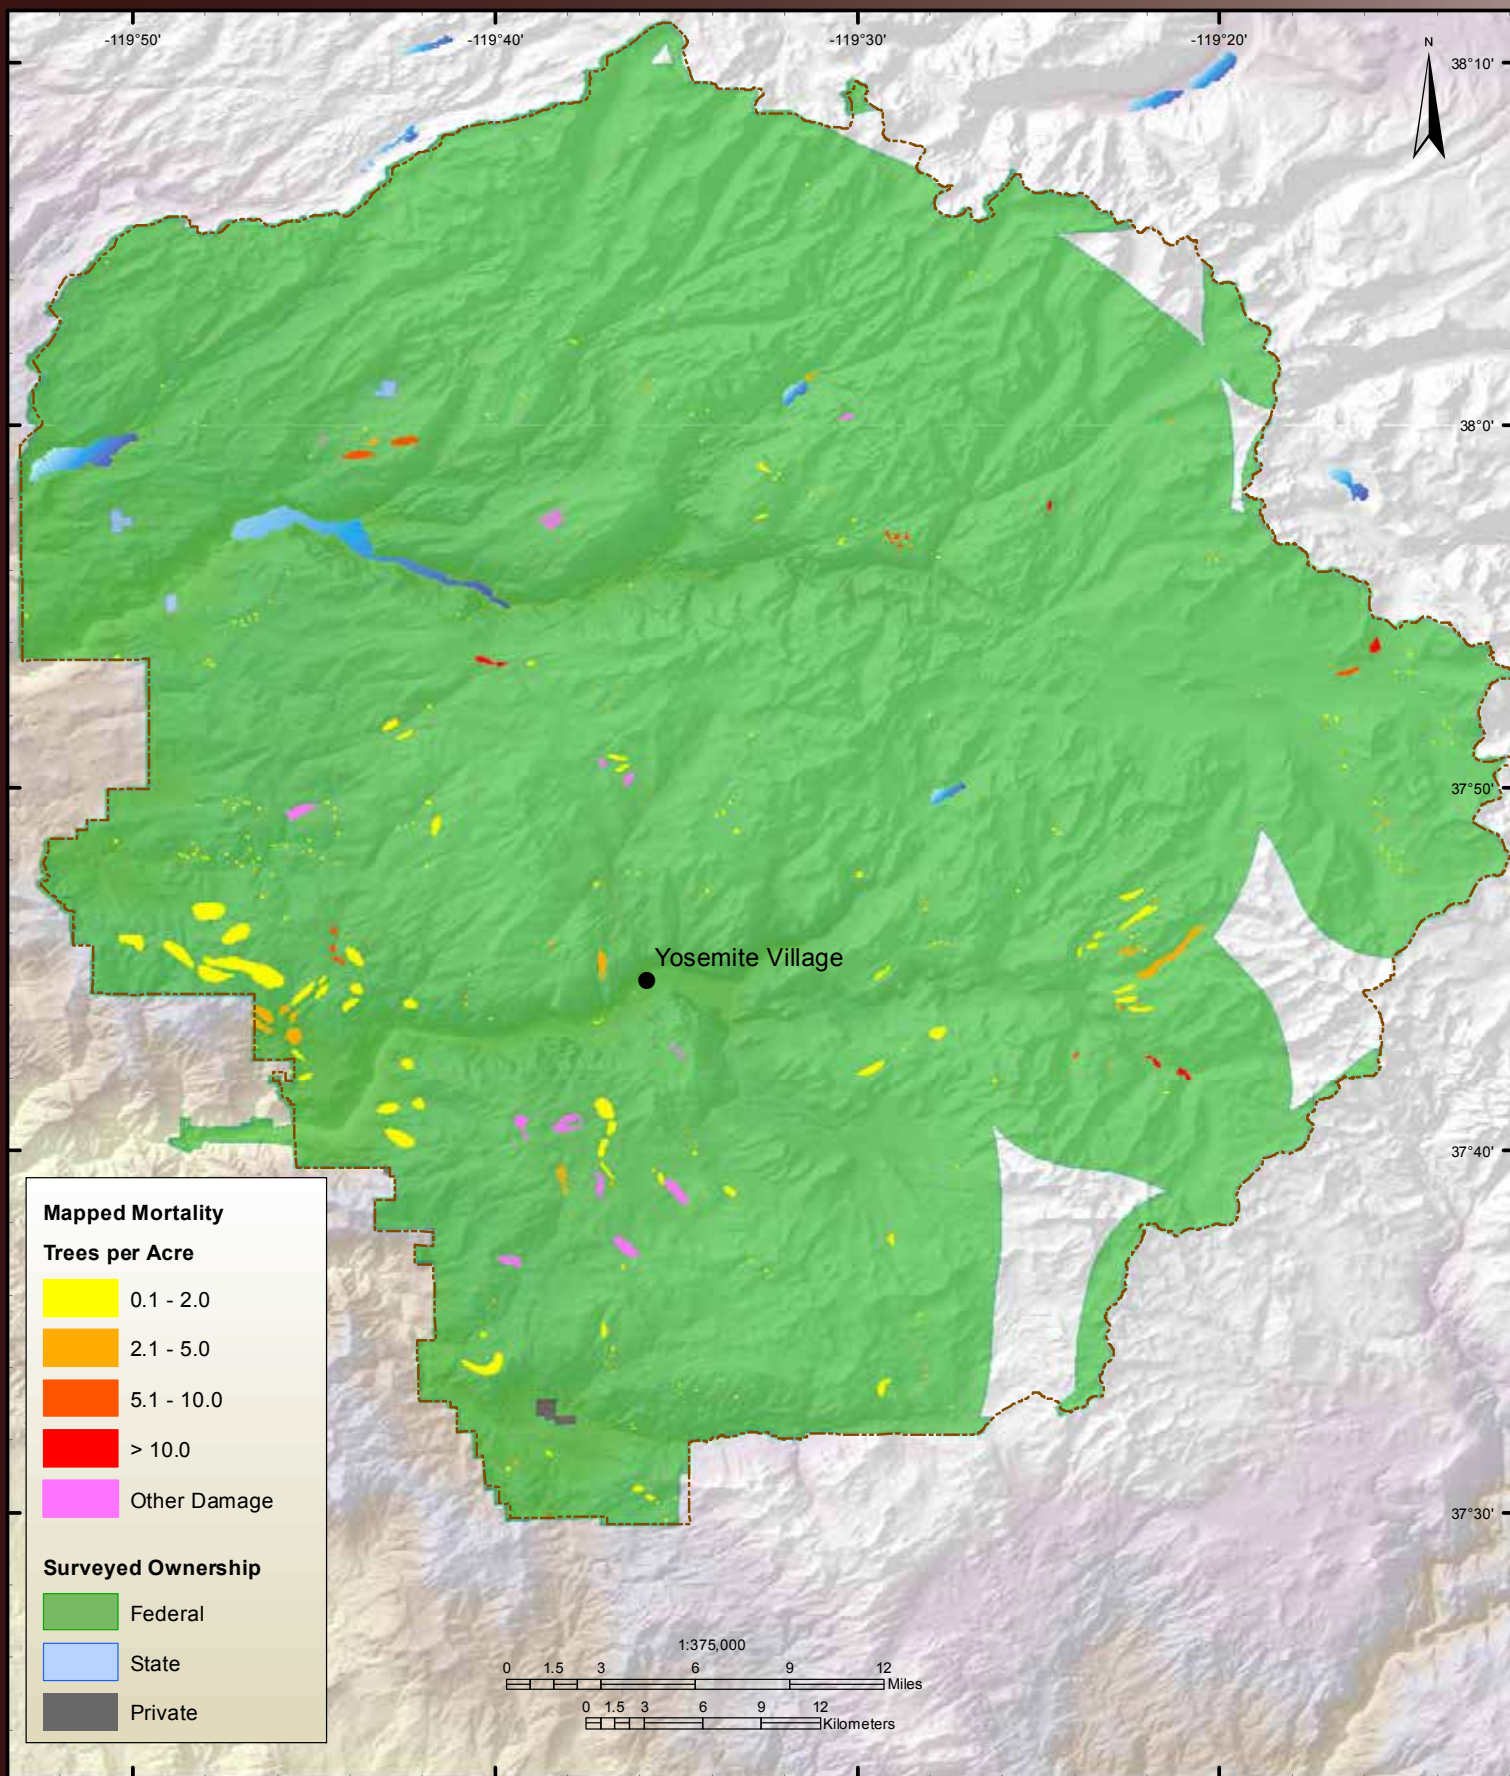 -119°50' -119°40' -119°30' -119°20'
N
38°10'
38°0'
37°50'
Yosemite Village
37°40'
Mapped Mortality
Trees per Acre
0.1 - 2.0
2.1 - 5.0
5.1 - 10.0
> 10.0
Other Damage
37°30'
Surveyed Ownership
Federal
State
Private
1:375,000
0 1.5 3 6 9 12
Miles
0 1.5 3 6 9 12
Kilometers